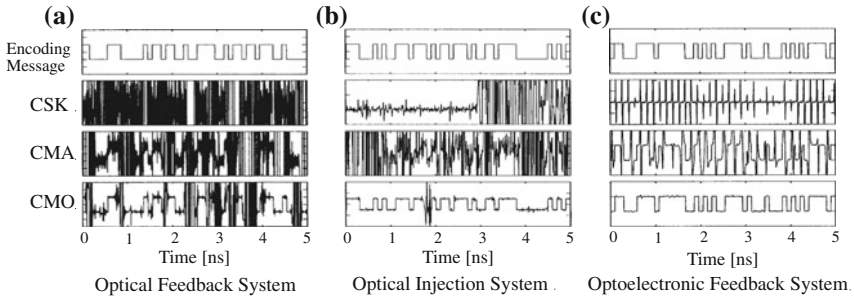 (a) (b) (c)
Encoding
Message
CSK
CMA
CMO
0 1 2 3 4 5 0 1 2 3 4 5 0 1 2 3 4 5
Time [ns] Time [ns] Time [ns]
Optical Feedback System Optical Injection System Optoelectronic Feedback System